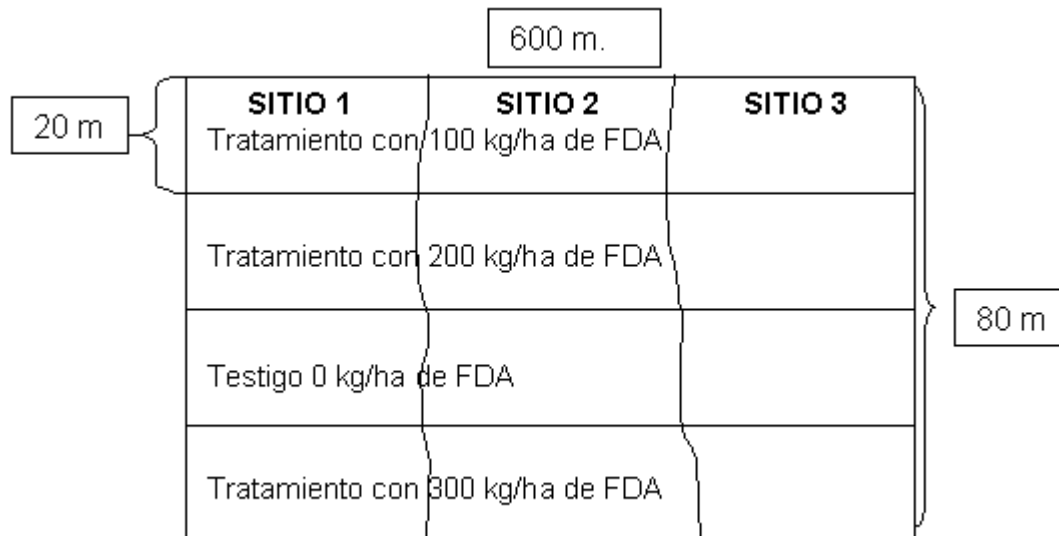 600 m.
20 m
SITIO 1 SITIO 2 SITIO 3
Tratamiento con 100 kg/ha de FDA
Tratamiento con 200 kg/ha de FDA
80 m
Testigo 0 kg/ha de FDA
Tratamiento con 300 kg/ha de FDA